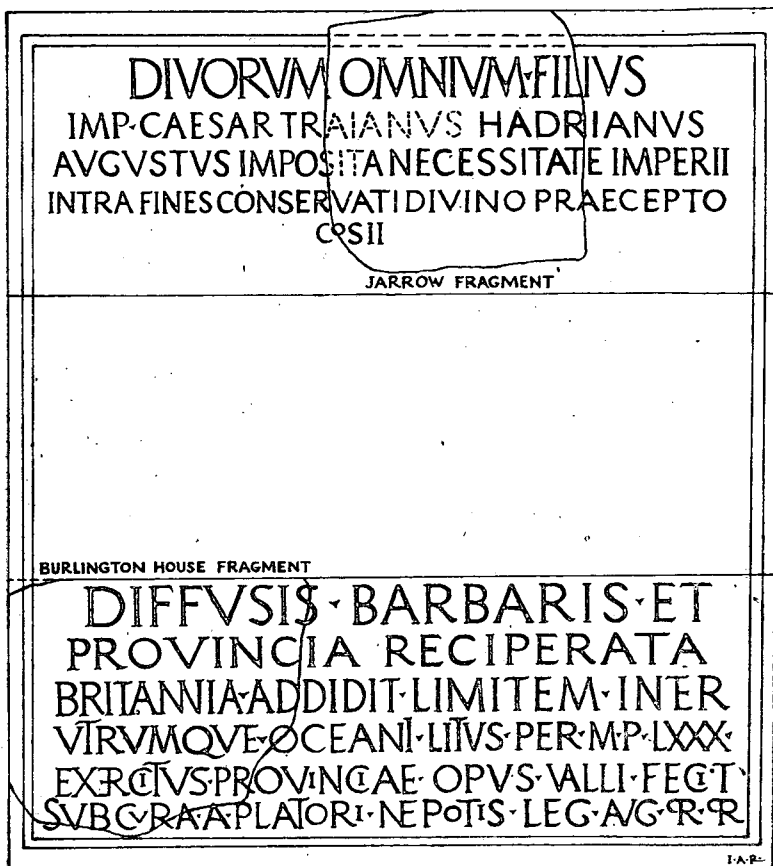 DIVORVM OMNIVM·FILIVS
IMP·CAESAR TRAIANVS HADRIANVS
AVGVSTVS IMPOSITA NECESSITATE IMPERII
INTRA FINES CONSERVATI DIVINO PRAECEPTO
COS II
JARROW FRAGMENT
BURLINGTON HOUSE FRAGMENT
DIFFVSIS·BARBARIS·ET
PROVINCIA RECIPERATA
BRITANNIA·ADDIDIT·LIMITEM·INER
VTRVMQVE·OCEANI·LITVS·PER·M·P·LXXX·
EXERCITVS·PROVINCIAE·OPVS·VALLI·FECIT
SVB CVRA·A·PLATORI·NEPOTIS·LEG·AVG·PR·PR
I·A·R·